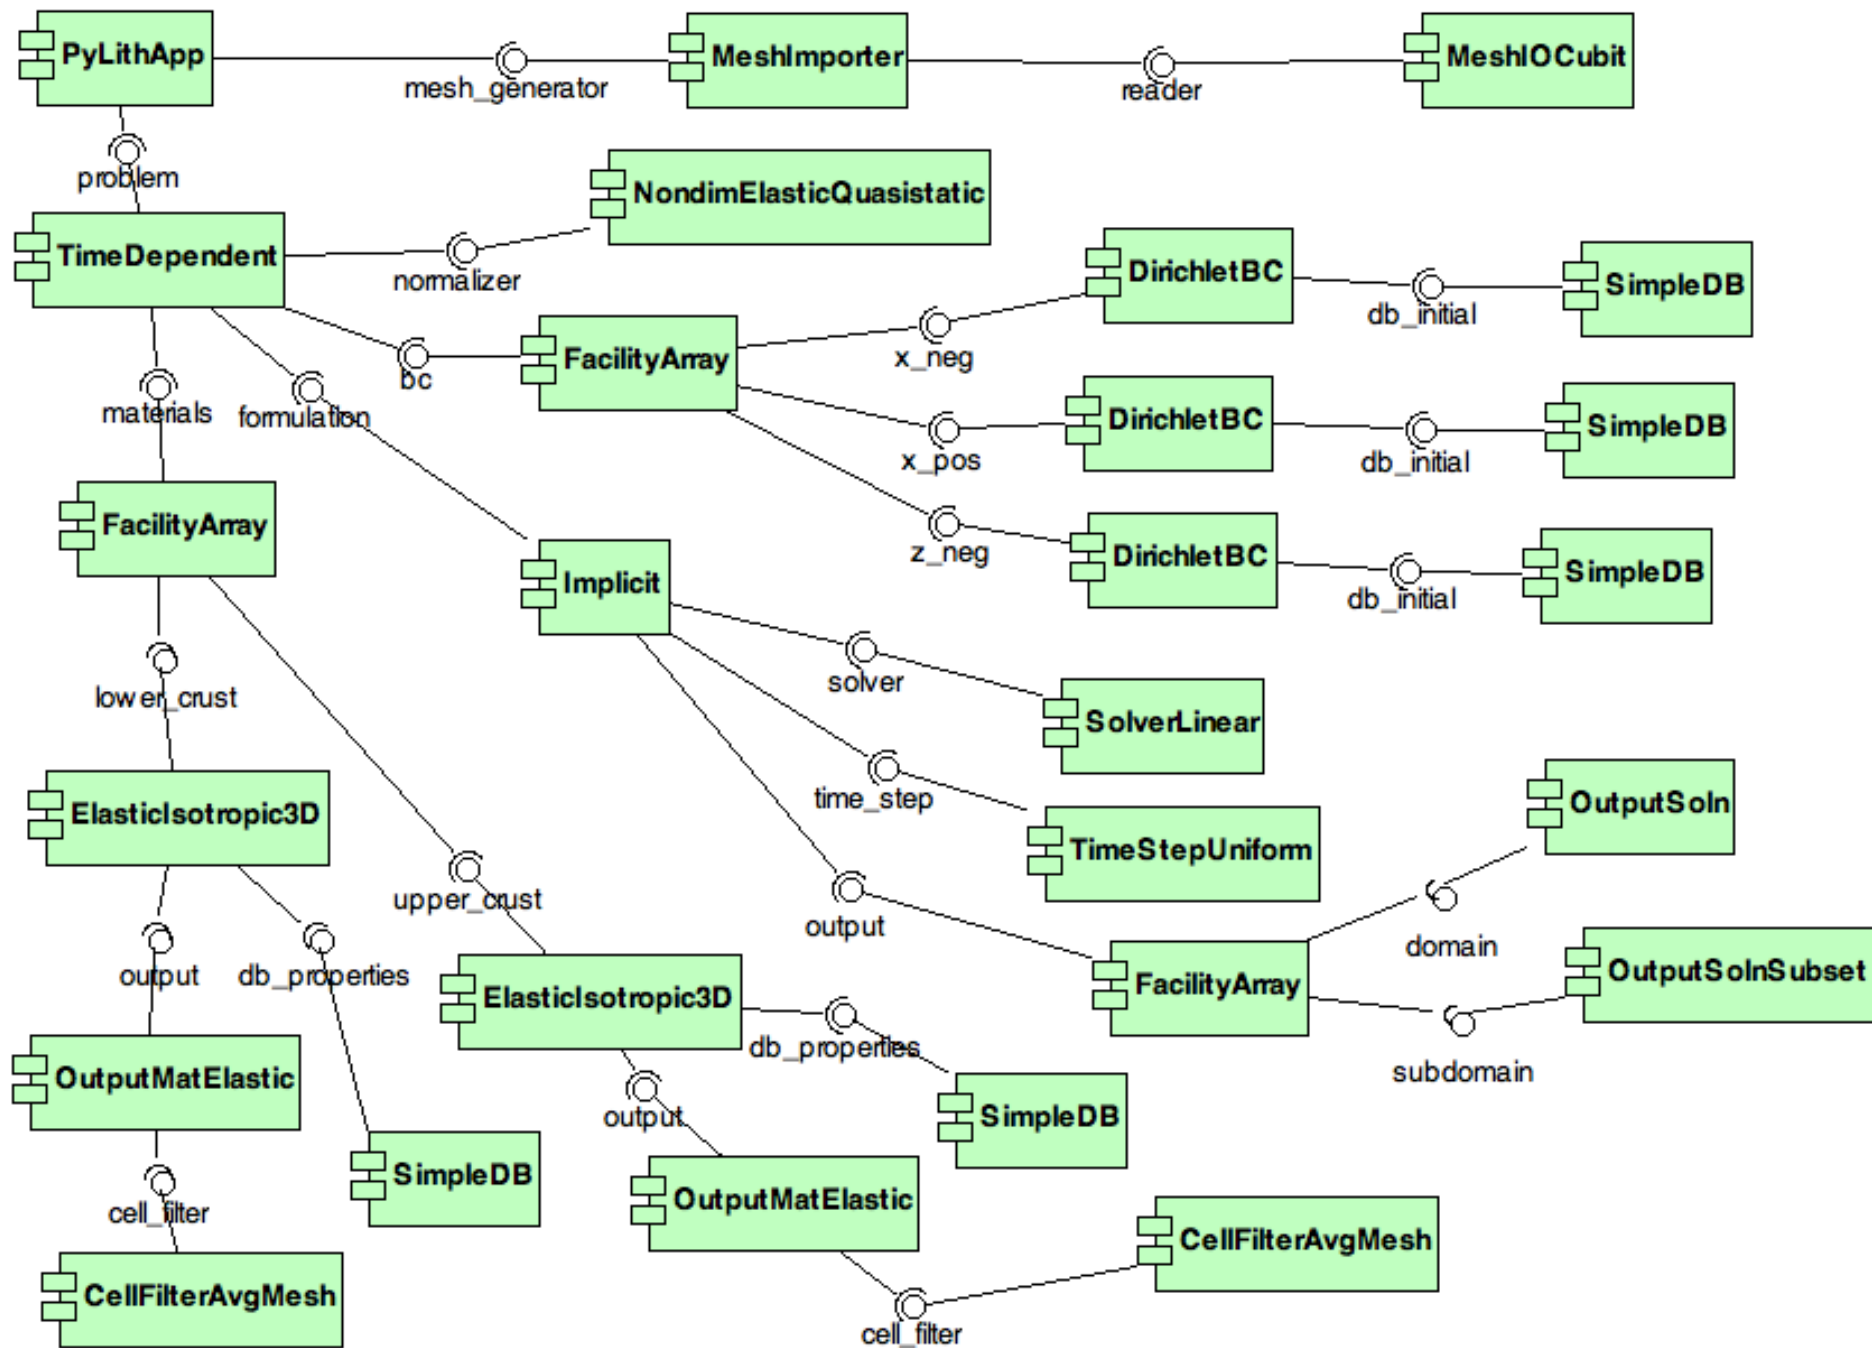 PyLithApp
mesh_generator
MeshImporter
reader
MeshIOCubit
problem
NondimElasticQuasistatic
TimeDependent
normalizer
DirichletBC
db_initial
SimpleDB
bc
FacilityArray
x_neg
materials
formulation
x_pos
DirichletBC
db_initial
SimpleDB
FacilityArray
z_neg
DirichletBC
db_initial
SimpleDB
Implicit
lower_crust
solver
SolverLinear
ElasticIsotropic3D
time_step
TimeStepUniform
OutputSoln
upper_crust
output
domain
output
db_properties
ElasticIsotropic3D
FacilityArray
OutputSolnSubset
db_properties
subdomain
OutputMatElastic
output
SimpleDB
SimpleDB
OutputMatElastic
cell_filter
CellFilterAvgMesh
CellFilterAvgMesh
cell_filter